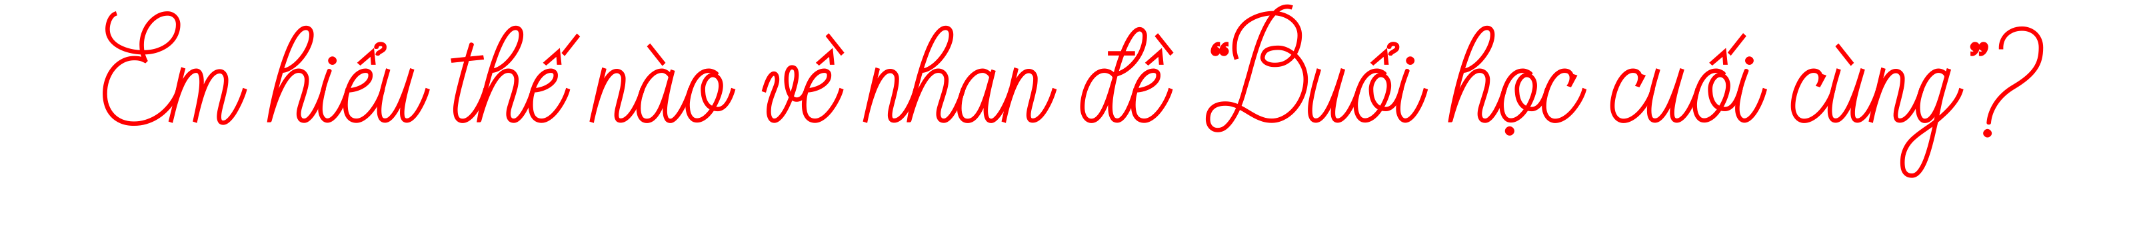 Em hiểu thế nào về nhan đề “Buổi học cuối cùng”?